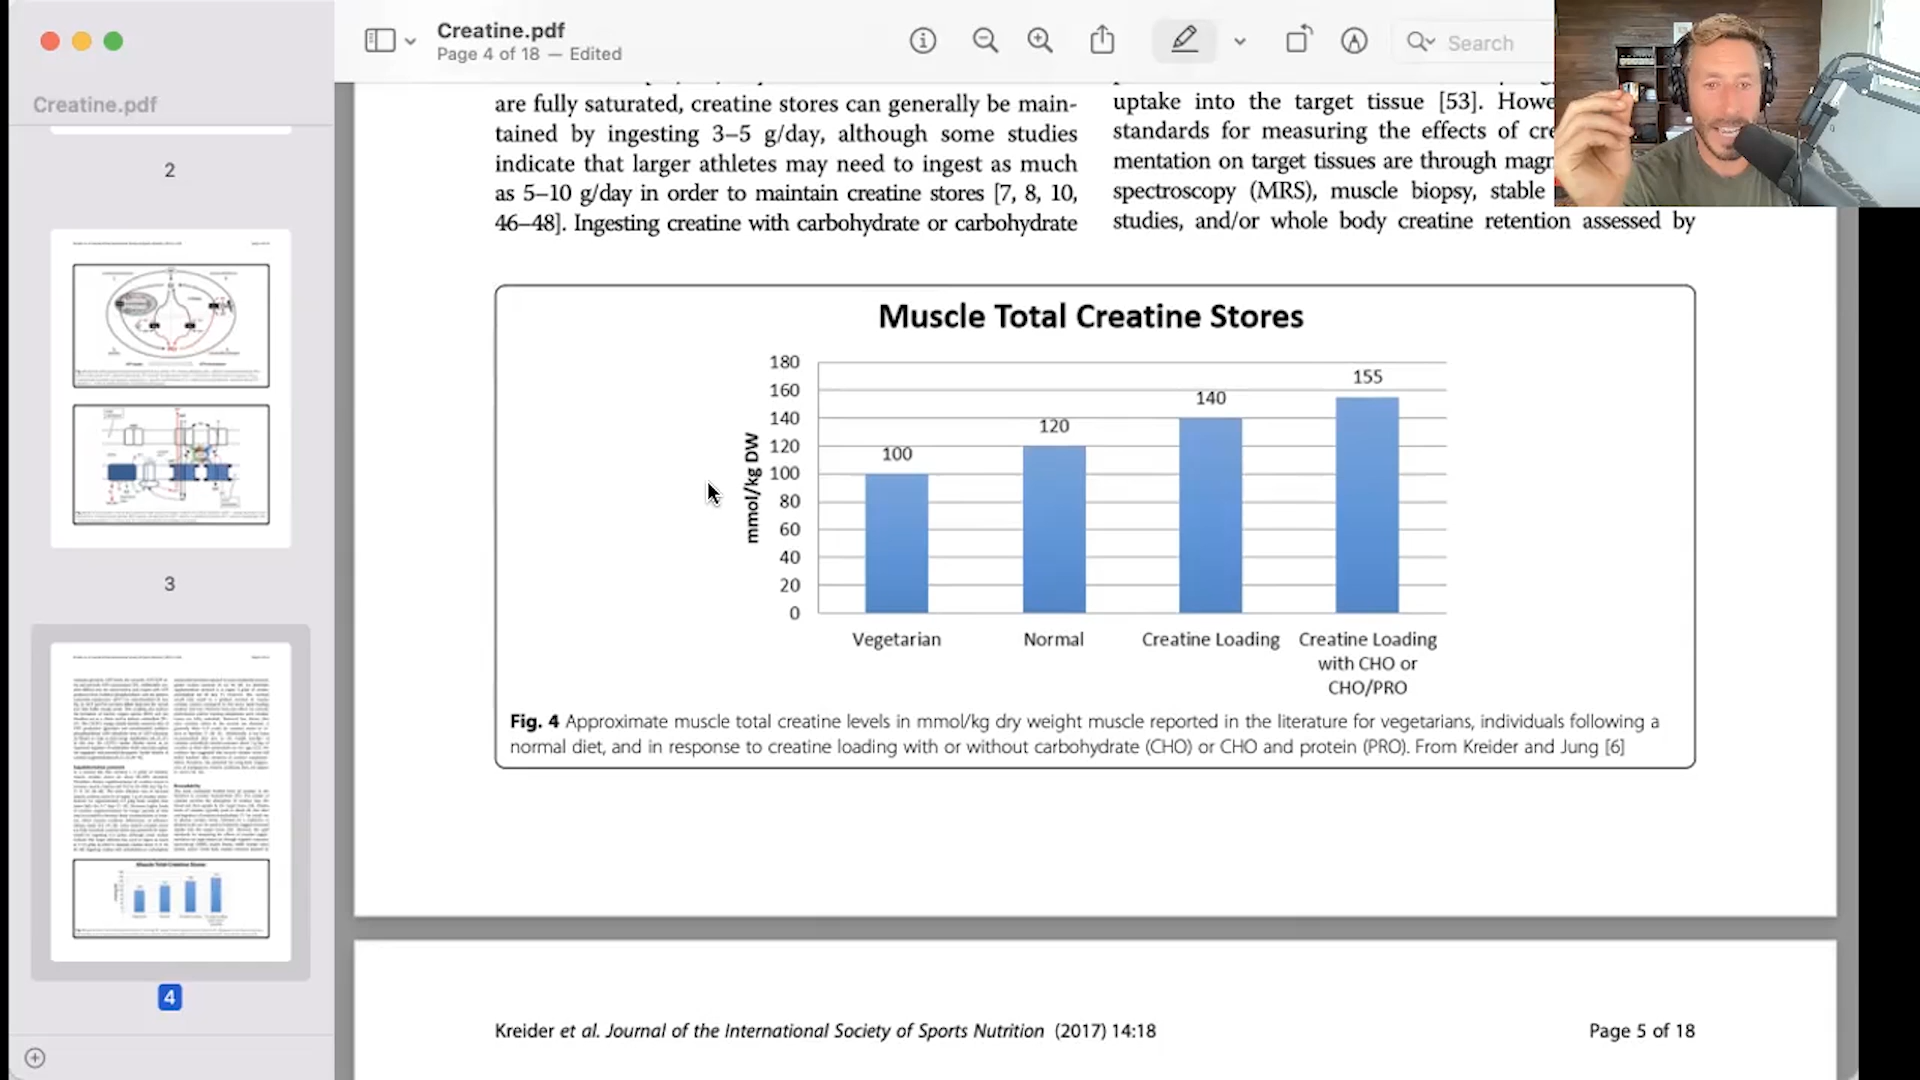 Creatine.pdf
Page 4 of 18 — Edited
Search
Creatine.pdf
2
3
4
are fully saturated, creatine stores can generally be main-
tained by ingesting 3–5 g/day, although some studies
indicate that larger athletes may need to ingest as much
as 5–10 g/day in order to maintain creatine stores [7, 8, 10,
46–48]. Ingesting creatine with carbohydrate or carbohydrate
uptake into the target tissue [53].
standards for measuring the effects of
mentation on target tissues are through
spectroscopy (MRS), muscle biopsy, stable
studies, and/or whole body creatine retention assessed by
Muscle Total Creatine Stores
mmol/kg DW
180
160
140
120
100
80
60
40
20
0
100
120
140
155
Vegetarian
Normal
Creatine Loading
Creatine Loading
with CHO or
CHO/PRO
Fig. 4 Approximate muscle total creatine levels in mmol/kg dry weight muscle reported in the literature for vegetarians, individuals following a
normal diet, and in response to creatine loading with or without carbohydrate (CHO) or CHO and protein (PRO). From Kreider and Jung [6]
Kreider et al. Journal of the International Society of Sports Nutrition (2017) 14:18
Page 5 of 18